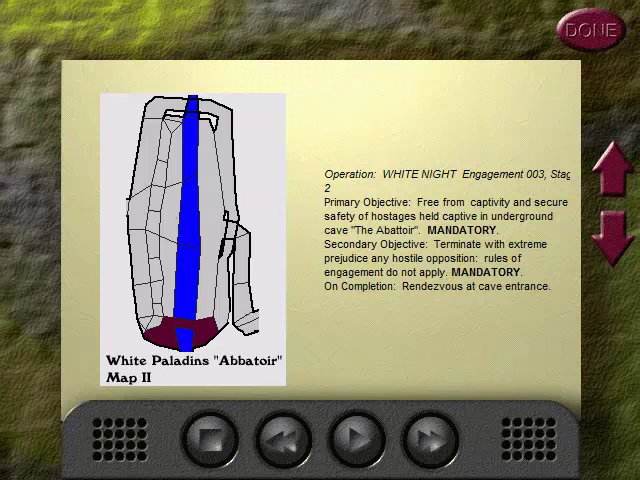 DONE
Operation: WHITE NIGHT Engagement 003, Stag
2
Primary Objective: Free from captivity and secure
safety of hostages held captive in underground
cave "The Abattoir". MANDATORY.
Secondary Objective: Terminate with extreme
prejudice any hostile opposition: rules of
engagement do not apply. MANDATORY.
On Completion: Rendezvous at cave entrance.
White Paladins "Abbatoir"
Map II